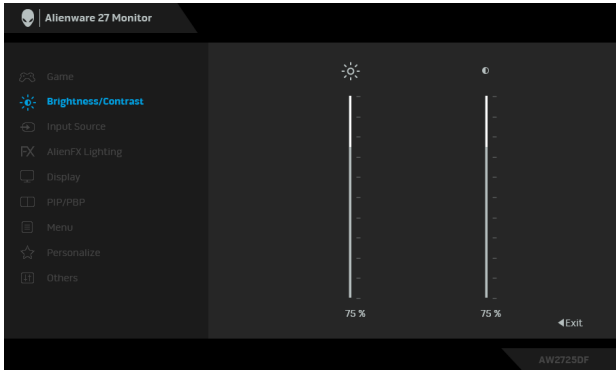 Alienware 27 Monitor
Game
Brightness/Contrast
Input Source
FX AlienFX Lighting
Display
PIP/PBP
Menu
Personalize
Others
75 %
75 %
Exit
AW2725DF